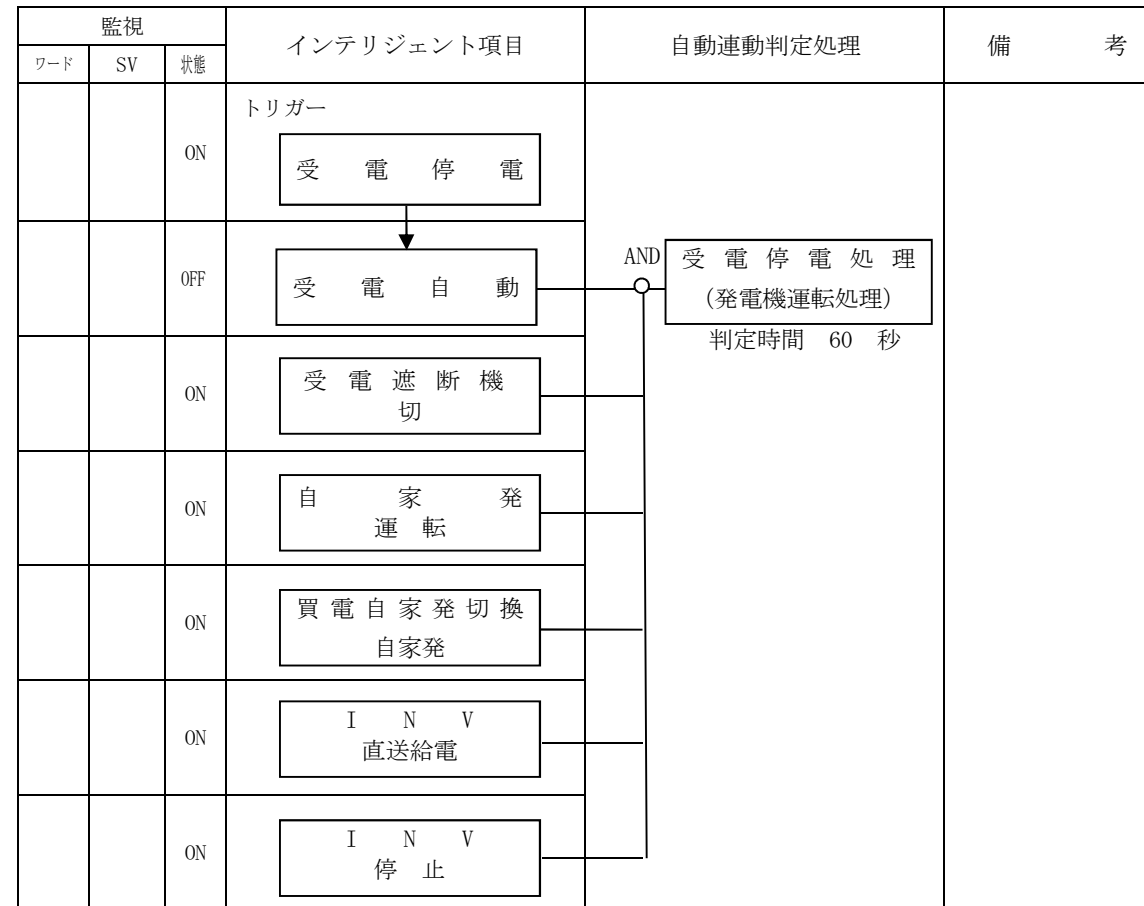 監視 インテリジェント項目 自動連動判定処理 備 考
ワード SV 状態
トリガー
ON 受 電 停 電
OFF 受 電 自 動 AND 受 電 停 電 処 理
(発電機運転処理)
判定時間 60 秒
ON 受 電 遮 断 機
切
ON 自 家 発
運 転
ON 買 電 自 家 発 切 換
自家発
ON I N V
直送給電
ON I N V
停 止